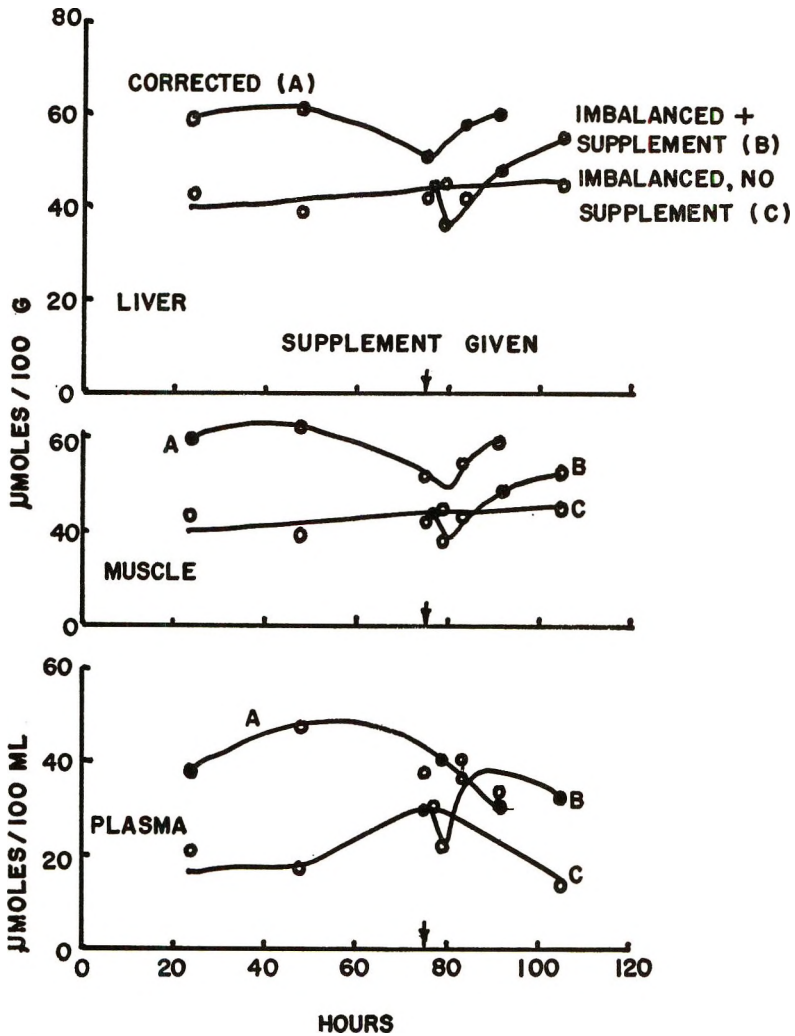 80
CORRECTED (A)
60
IMBALANCED +
SUPPLEMENT (B)
IMBALANCED, NO
SUPPLEMENT (C)
40
20
LIVER
SUPPLEMENT GIVEN
0
µMOLES/100 G
60
A
B
C
40
MUSCLE
0
60
A
40
B
PLASMA
20
C
0
µMOLES/100 ML
0 20 40 60 80 100 120
HOURS